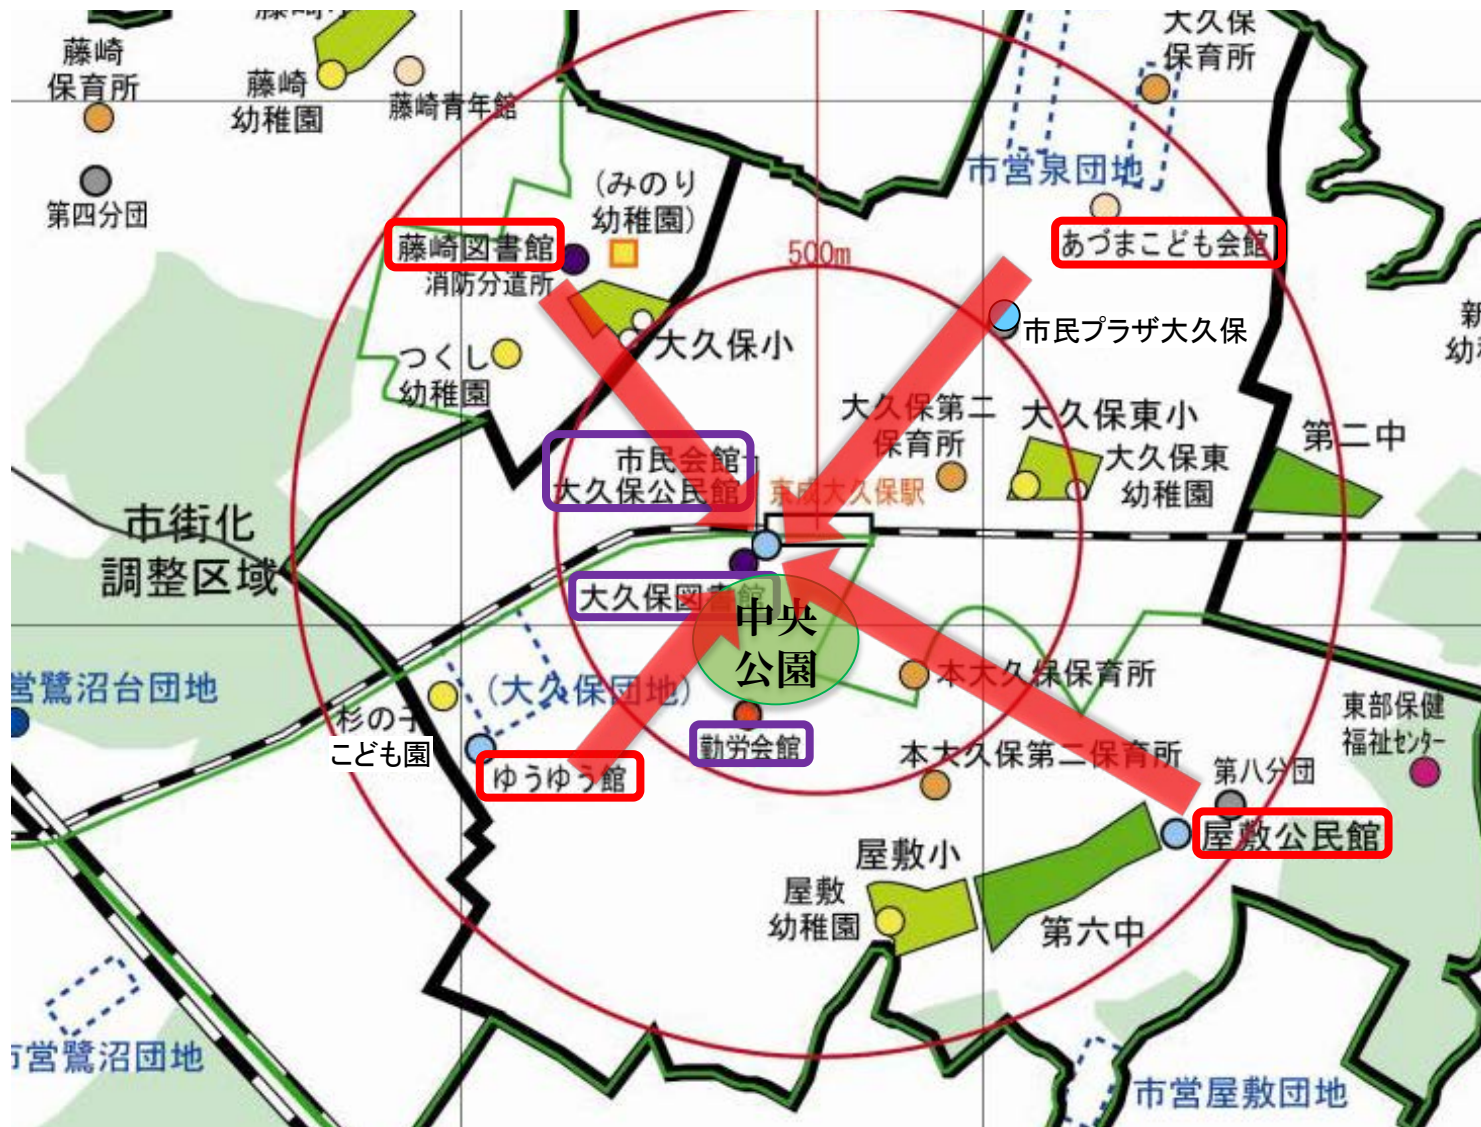 大久保
保育所
藤崎
保育所
藤崎
幼稚園
藤崎青年館
市営泉団地
第四分団
(みのり
幼稚園)
藤崎図書館
消防分遣所
あづまこども会館
500m
市民プラザ大久保
大久保小
つくし
幼稚園
大久保第二
保育所
大久保東小
大久保東
幼稚園
第二中
市民会館
大久保公民館
京成大久保駅
市街化
調整区域
大久保図書館
中央
公園
営鷺沼台団地
(大久保団地)
本大久保保育所
杉の子
こども園
勤労会館
東部保健
福祉センター
ゆうゆう館
本大久保第二保育所
第八分団
屋敷公民館
屋敷小
屋敷
幼稚園
第六中
市営鷺沼団地
市営屋敷団地